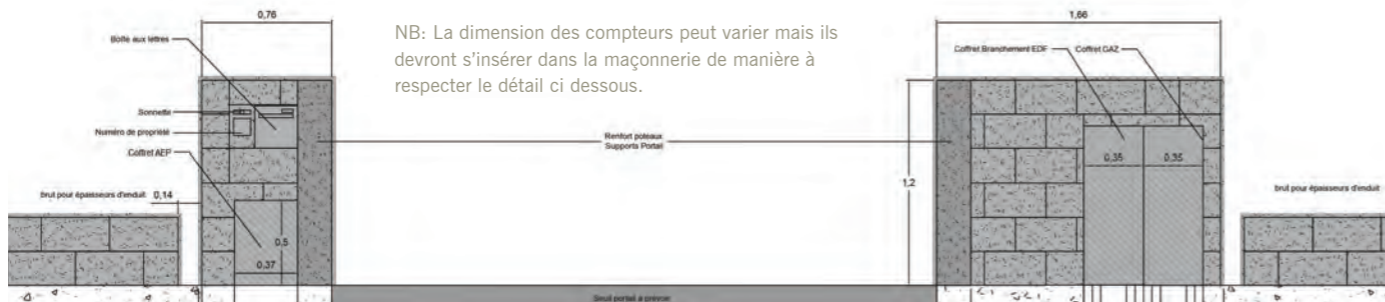 0,76
1,66
Boîte aux lettres
NB: La dimension des compteurs peut varier mais ils
devront s'insérer dans la maçonnerie de manière à
respecter le détail ci dessous.
Coffret Branchement EDF
Coffret GAZ
Sonnette
Numéro de propriété
Renfort poteaux
Supports Portail
Coffret AEP
0,35
0,35
1,2
brut pour épaisseurs d'enduit
0,14
brut pour épaisseurs d'enduit
0,5
0,37
Seuil portail à prévoir